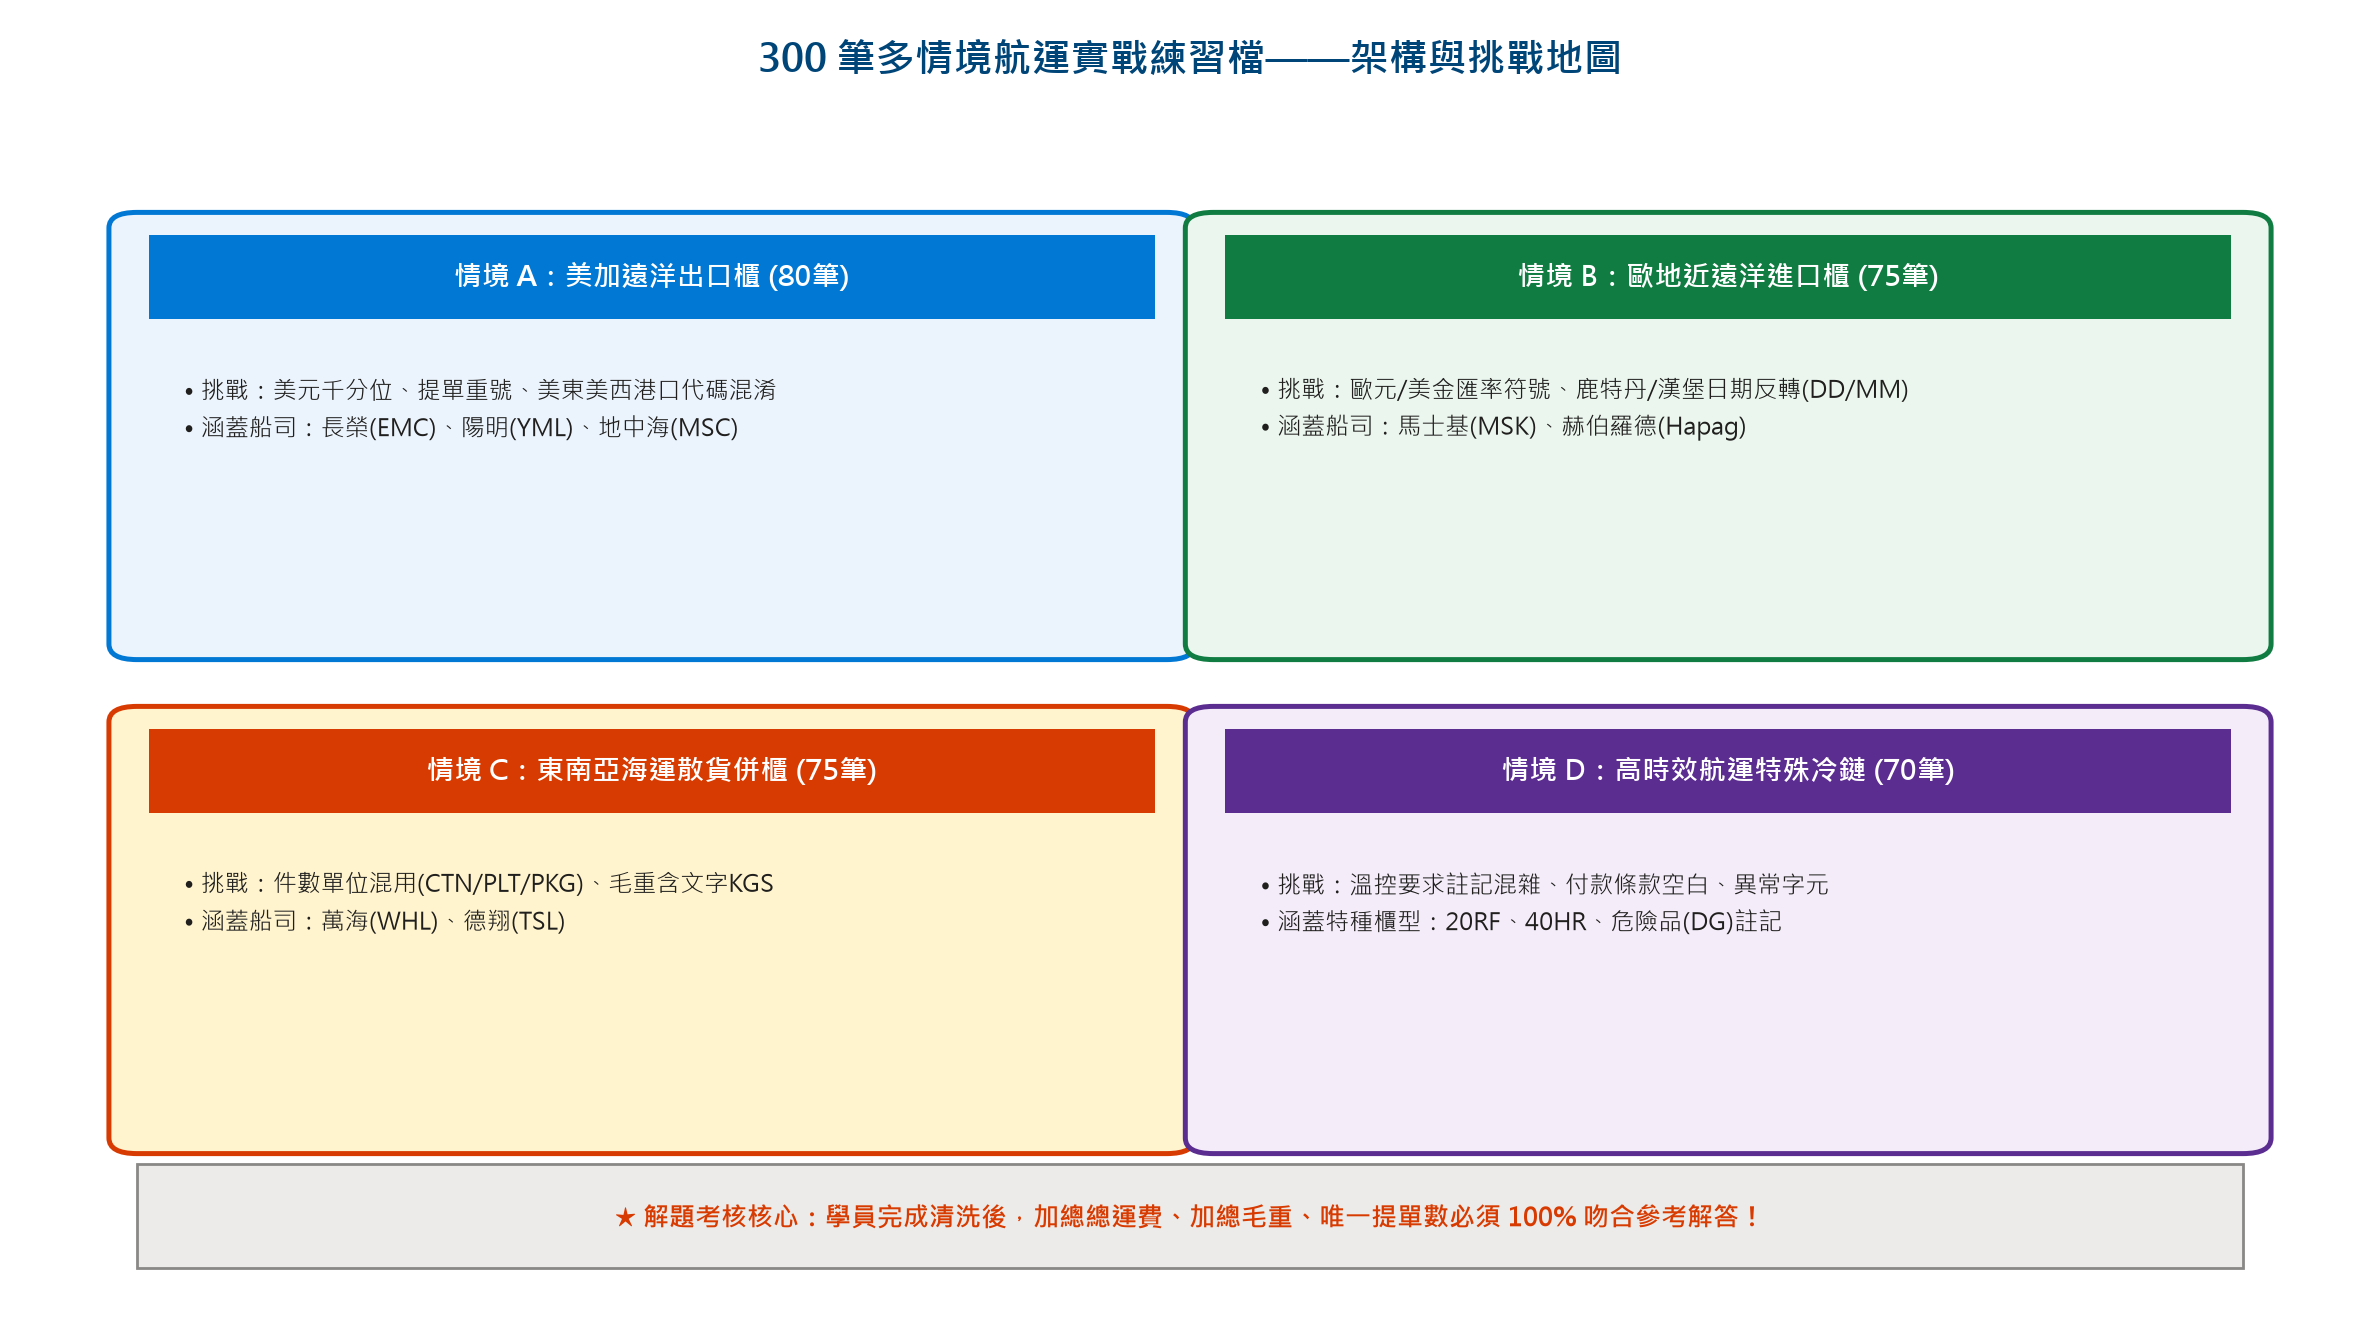 300 筆多情境航運實戰練習檔——架構與挑戰地圖
情境 A：美加遠洋出口櫃 (80筆)
• 挑戰：美元千分位、提單重號、美東美西港口代碼混淆
• 涵蓋船司：長榮(EMC)、陽明(YML)、地中海(MSC)
情境 B：歐地近遠洋進口櫃 (75筆)
• 挑戰：歐元/美金匯率符號、鹿特丹/漢堡日期反轉(DD/MM)
• 涵蓋船司：馬士基(MSK)、赫伯羅德(Hapag)
情境 C：東南亞海運散貨併櫃 (75筆)
• 挑戰：件數單位混用(CTN/PLT/PKG)、毛重含文字KGS
• 涵蓋船司：萬海(WHL)、德翔(TSL)
情境 D：高時效航運特殊冷鏈 (70筆)
• 挑戰：溫控要求註記混雜、付款條款空白、異常字元
• 涵蓋特種櫃型：20RF、40HR、危險品(DG)註記
★ 解題考核核心：學員完成清洗後，加總總運費、加總毛重、唯一提單數必須 100% 吻合參考解答！